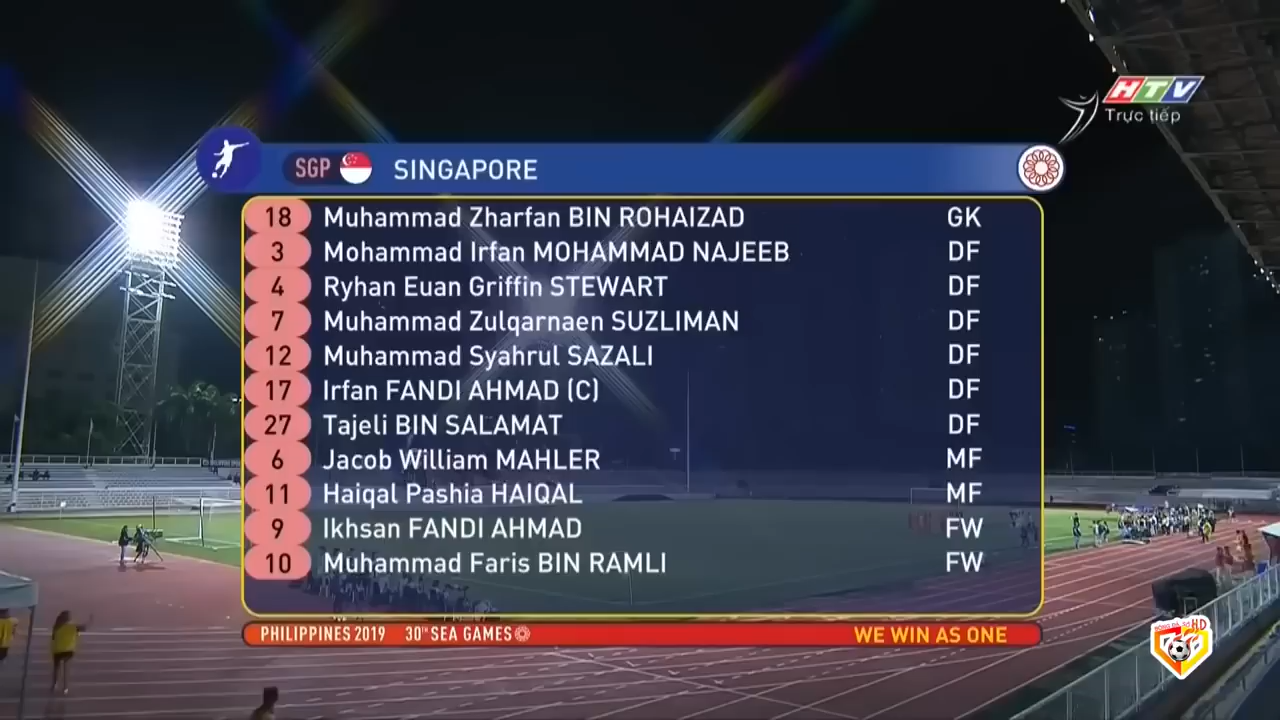 HTV
Trực tiếp
SGP SINGAPORE
18 Muhammad Zharfan BIN ROHAIZAD GK
3 Mohammad Irfan MOHAMMAD NAJEEB DF
4 Ryhan Euan Griffin STEWART DF
7 Muhammad Zulqarnaen SUZLIMAN DF
12 Muhammad Syahrul SAZALI DF
17 Irfan FANDI AHMAD (C) DF
27 Tajeli BIN SALAMAT DF
6 Jacob William MAHLER MF
11 Haiqal Pashia HAIQAL MF
9 Ikhsan FANDI AHMAD FW
10 Muhammad Faris BIN RAMLI FW
PHILIPPINES 2019 30TH SEA GAMES WE WIN AS ONE
HD